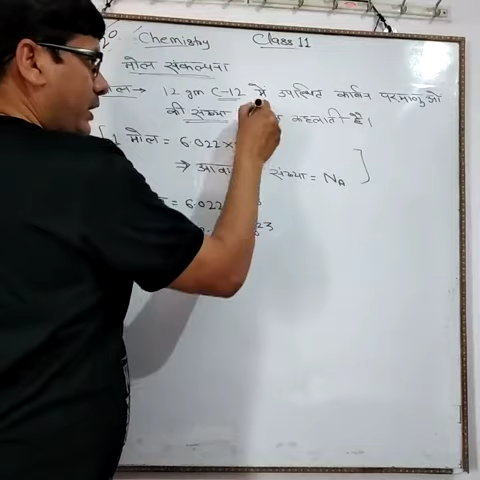 Chemistry Class 11
मोल संकल्पना
→ 12 gm C-12 में उपस्थित कार्बन परमाणुओ
की संख्या कहलाती है।
[ 1 मोल = 6.022×
⇒ संख्या = NA ]
= 6.022
23